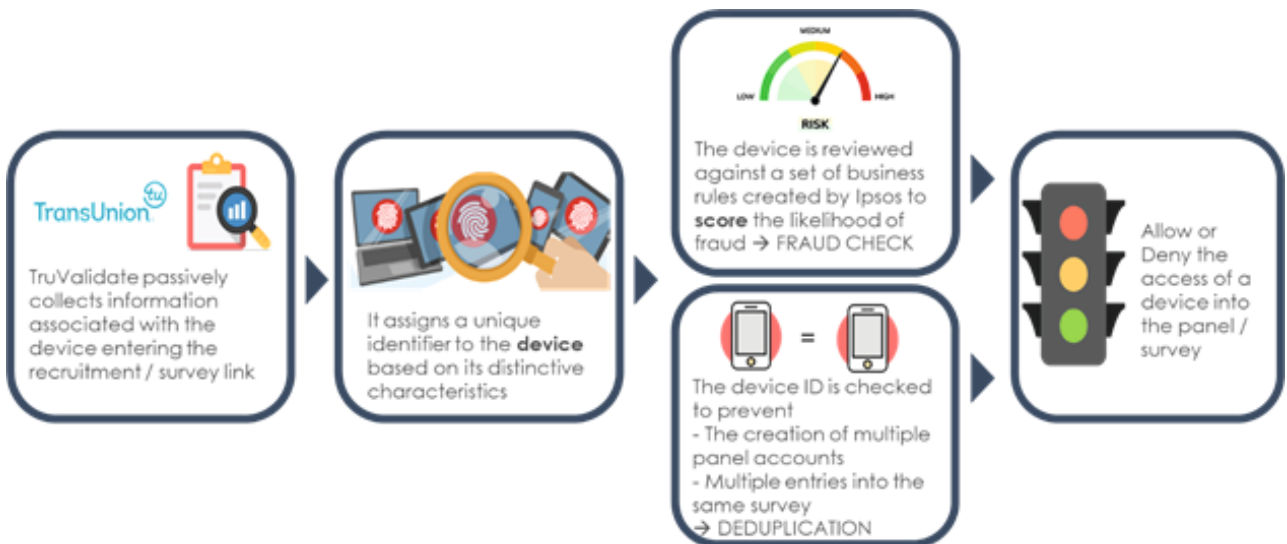 TransUnion
tu
TruValidate passively
collects information
associated with the
device entering the
recruitment / survey link
It assigns a unique
identifier to the device
based on its distinctive
characteristics
MEDIUM
LOW
HIGH
RISK
The device is reviewed
against a set of business
rules created by Ipsos to
score the likelihood of
fraud → FRAUD CHECK
=
The device ID is checked
to prevent
- The creation of multiple
panel accounts
- Multiple entries into the
same survey
→ DEDUPLICATION
Allow or
Deny the
access of a
device into
the panel /
survey